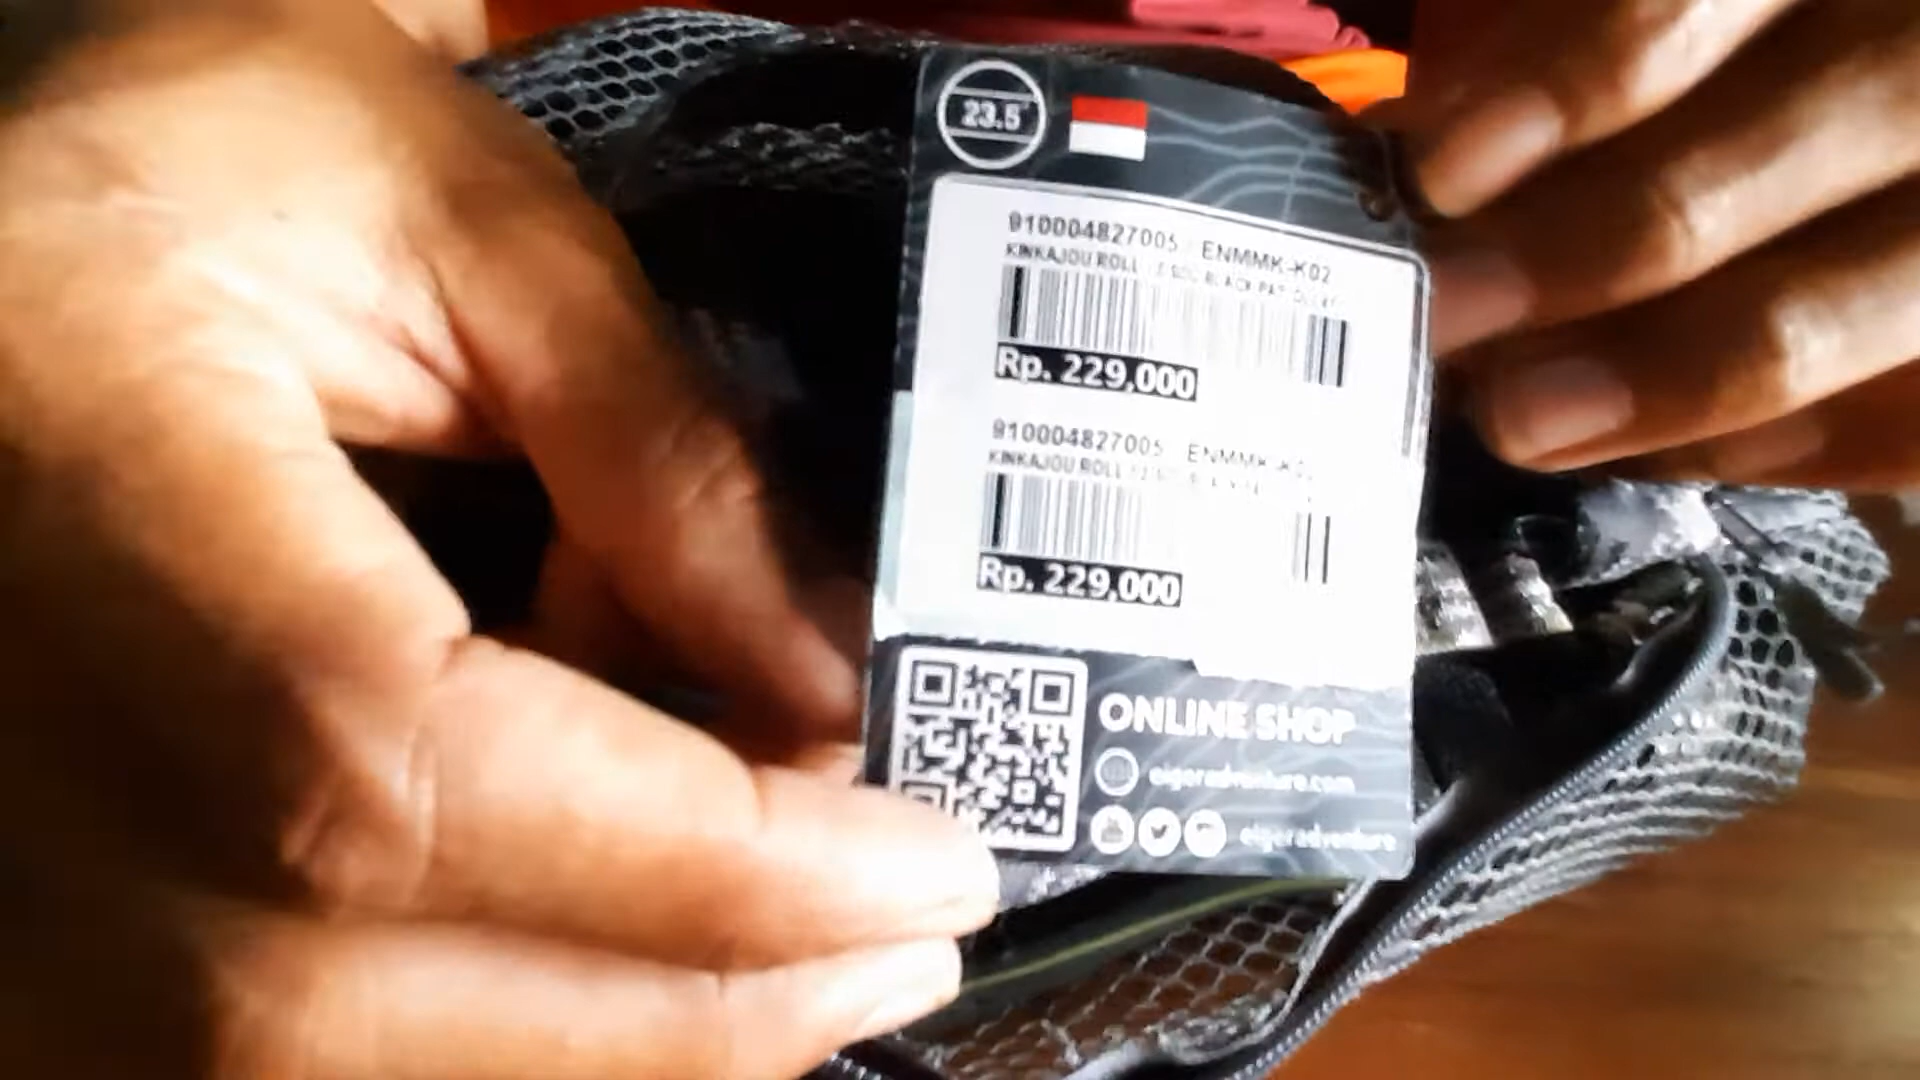 23.5°
910004827005 ENMMK-K02
KINKAJOU ROLL
Rp. 229,000
910004827005
KINKAJOU ROLL
Rp. 229,000
ONLINE SHOP
eigeradventure.com
eigeradventure